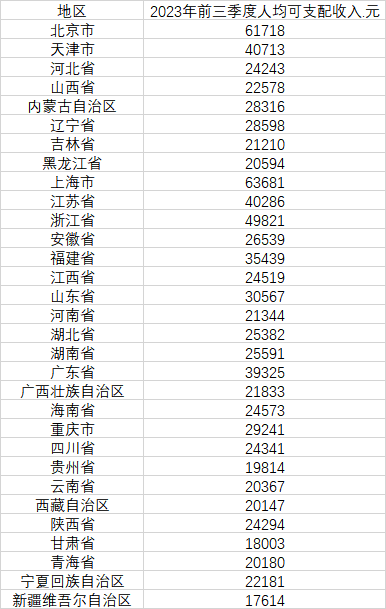 地区 2023年前三季度人均可支配收入.元
北京市 61718
天津市 40713
河北省 24243
山西省 22578
内蒙古自治区 28316
辽宁省 28598
吉林省 21210
黑龙江省 20594
上海市 63681
江苏省 40286
浙江省 49821
安徽省 26539
福建省 35439
江西省 24519
山东省 30567
河南省 21344
湖北省 25382
湖南省 25591
广东省 39325
广西壮族自治区 21833
海南省 24573
重庆市 29241
四川省 24341
贵州省 19814
云南省 20367
西藏自治区 20147
陕西省 24294
甘肃省 18003
青海省 20180
宁夏回族自治区 22181
新疆维吾尔自治区 17614